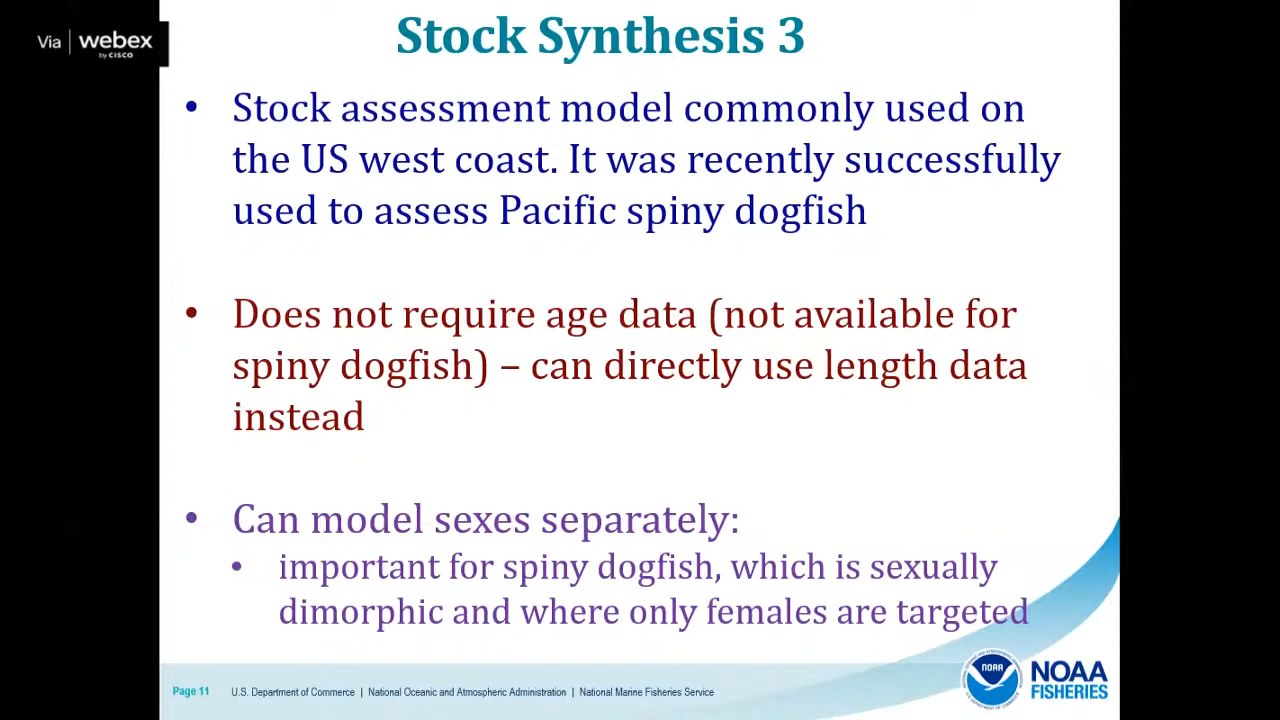 Via | webex
by CISCO
Stock Synthesis 3
• Stock assessment model commonly used on
the US west coast. It was recently successfully
used to assess Pacific spiny dogfish
• Does not require age data (not available for
spiny dogfish) – can directly use length data
instead
• Can model sexes separately:
• important for spiny dogfish, which is sexually
dimorphic and where only females are targeted
Page 11 U.S. Department of Commerce | National Oceanic and Atmospheric Administration | National Marine Fisheries Service
NOAA
NOAA
FISHERIES